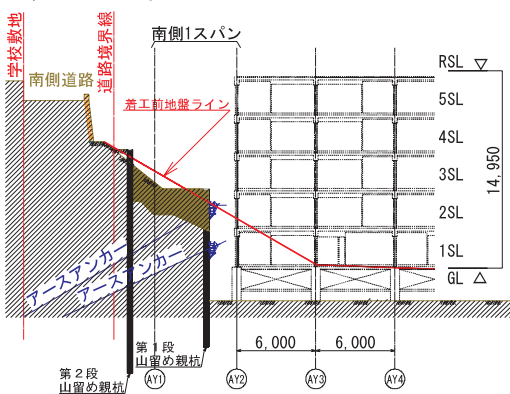 学校敷地
南側道路
道路境界線
南側1スパン
着工前地盤ライン
RSL
5SL
4SL
3SL
2SL
1SL
GL
14,950
アースアンカー
アースアンカー
6,000
6,000
第1段
山留め親杭
第2段
山留め親杭
AY1
AY2
AY3
AY4